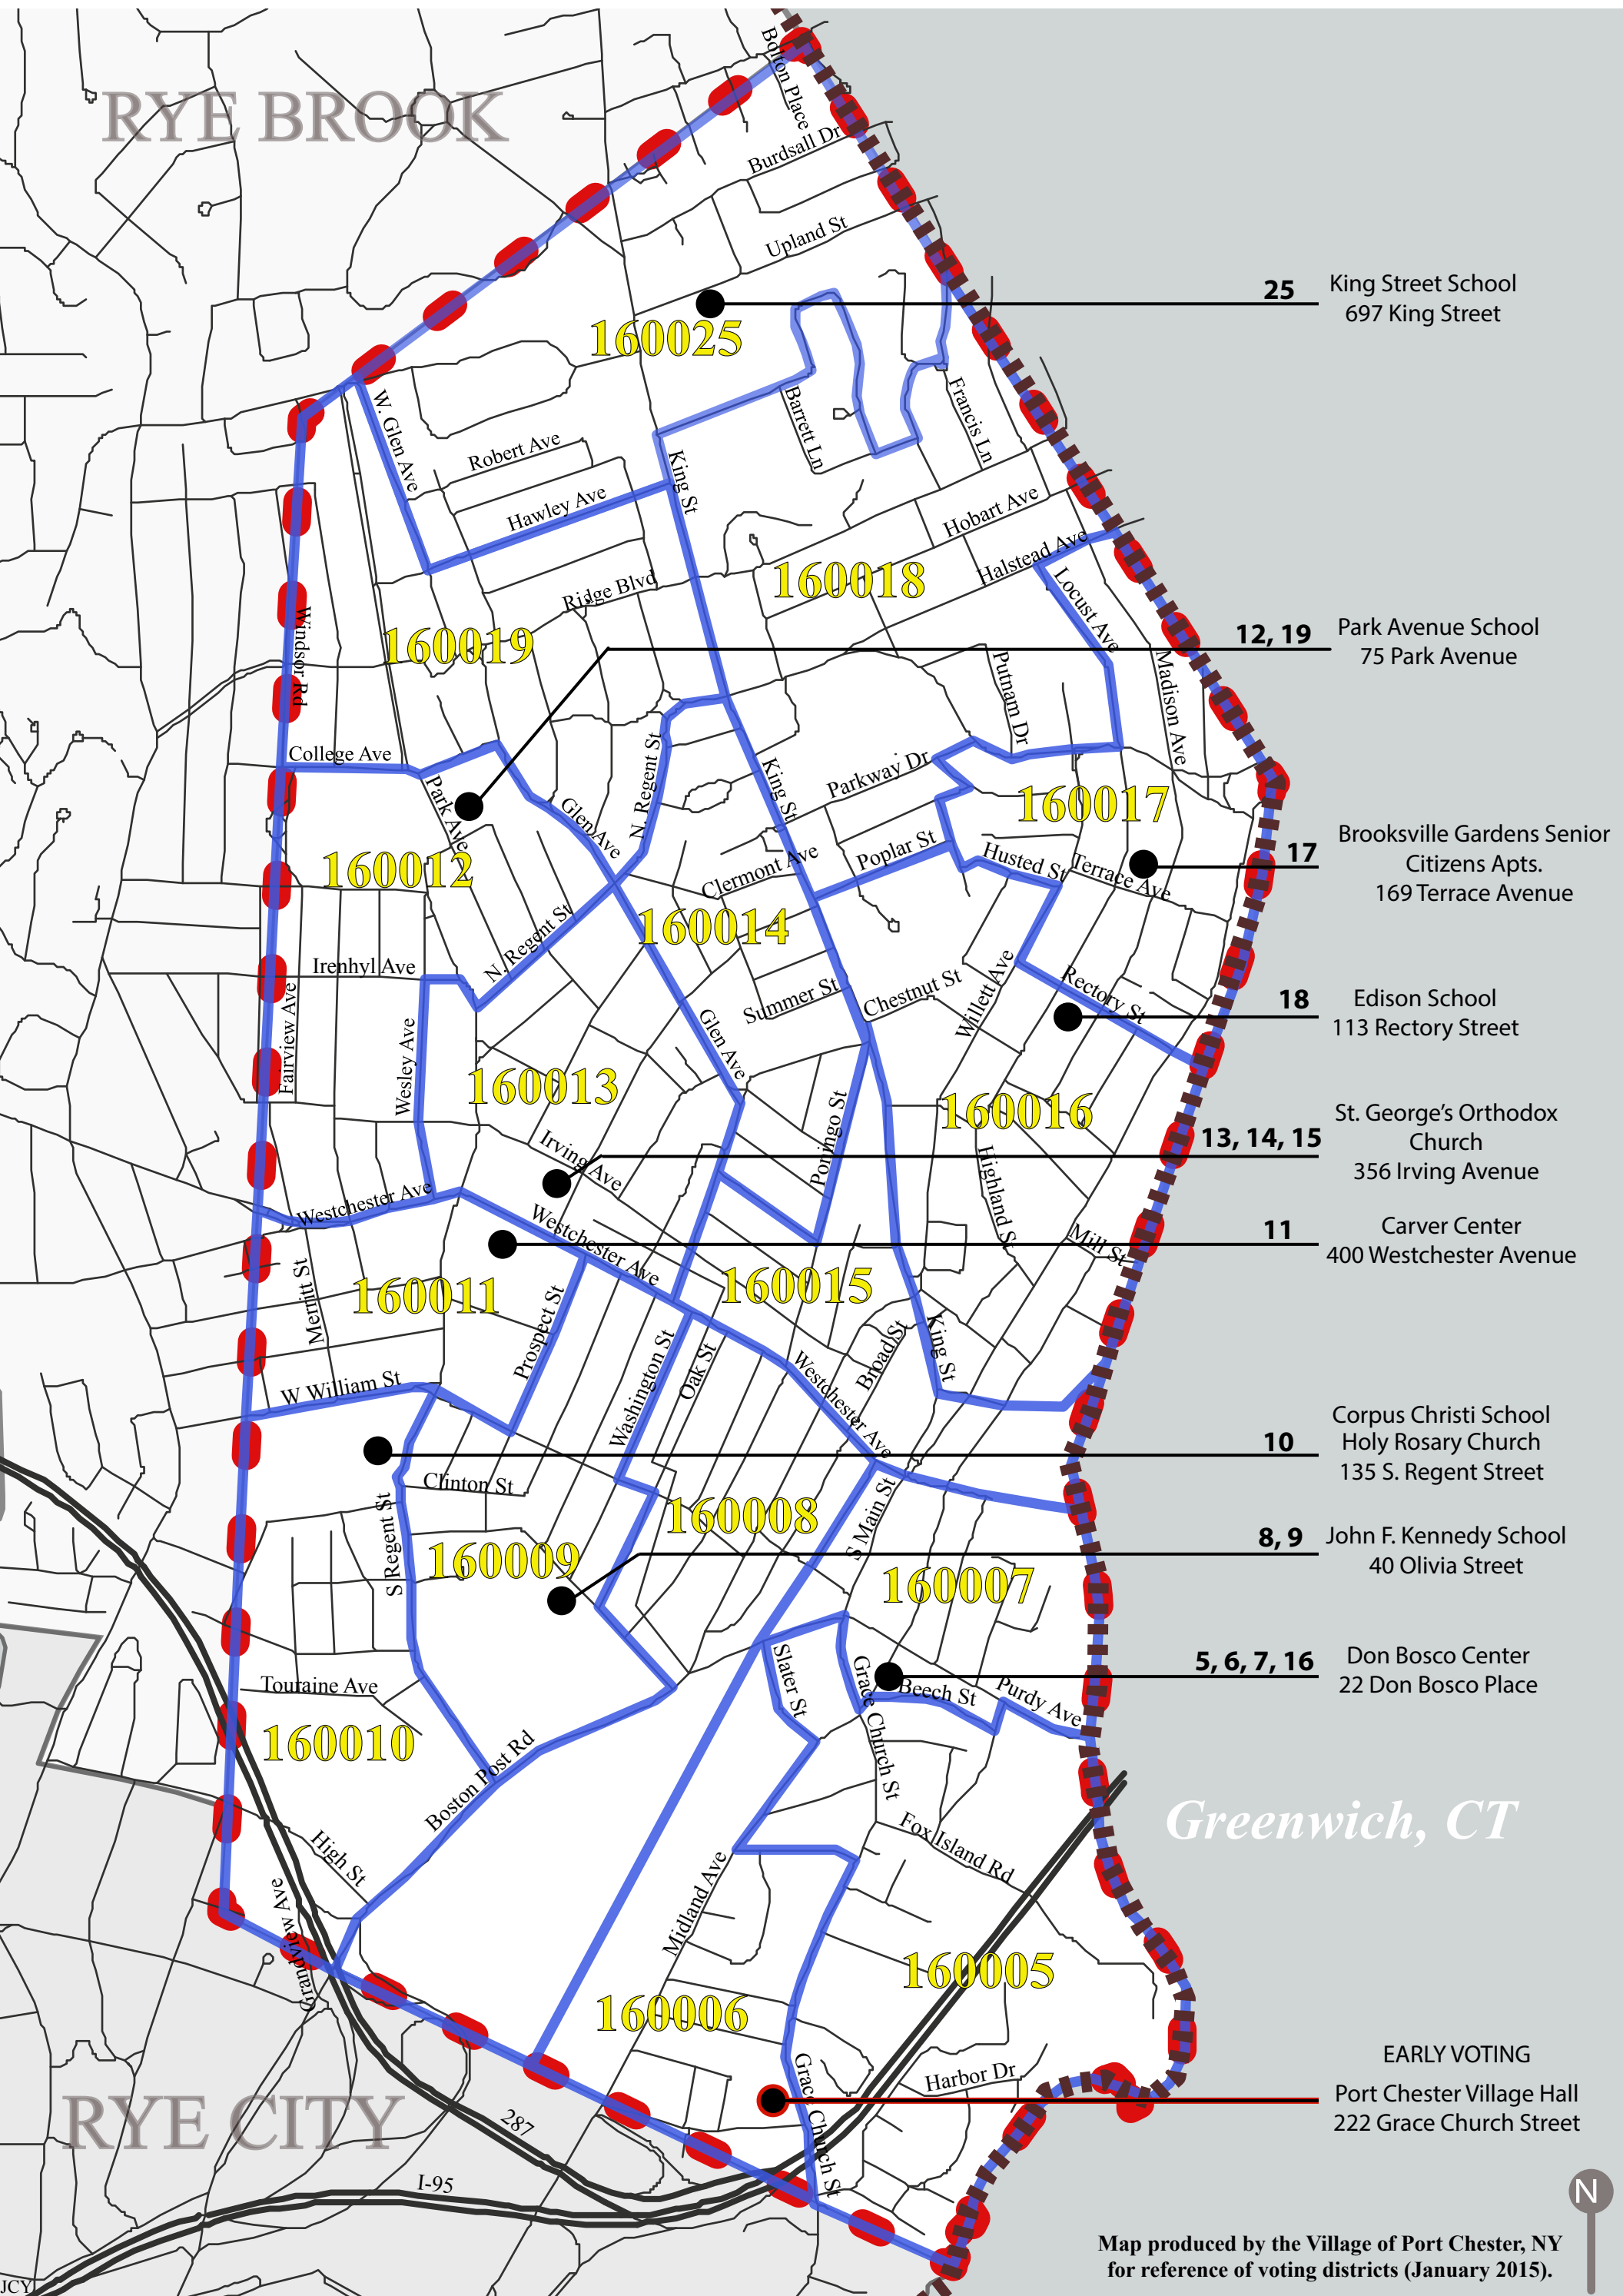 RYE BROOK
Bolton Place
Burdsall Dr
Upland St
25
King Street School
697 King Street
160025
W. Glen Ave
Robert Ave
Hawley Ave
King St
Barrett Ln
Francis Ln
Hobart Ave
Halstead Ave
Locust Ave
160018
Ridge Blvd
Windsor Rd
160019
12, 19
Park Avenue School
75 Park Avenue
Putnam Dr
Madison Ave
College Ave
Park Ave
Glen Ave
N. Regent St
King St
Parkway Dr
160017
Poplar St
Husted St
Terrace Ave
17
Brooksville Gardens Senior
Citizens Apts.
169 Terrace Avenue
160012
Clermont Ave
160014
N. Regent St
Irenhyl Ave
Fairview Ave
Wesley Ave
Summer St
Chestnut St
Willett Ave
Rectory St
18
Edison School
113 Rectory Street
Glen Ave
160013
Poningo St
160016
Irving Ave
13, 14, 15
St. George’s Orthodox
Church
356 Irving Avenue
Highland St
Westchester Ave
Westchester Ave
Mill St
11
Carver Center
400 Westchester Avenue
Merritt St
160011
160015
Prospect St
Washington St
Oak St
Broad St
King St
W William St
Westchester Ave
10
Corpus Christi School
Holy Rosary Church
135 S. Regent Street
Clinton St
S Regent St
160008
S Main St
160009
8, 9
John F. Kennedy School
40 Olivia Street
160007
5, 6, 7, 16
Don Bosco Center
22 Don Bosco Place
Slater St
Grace Church St
Beech St
Purdy Ave
Touraine Ave
160010
Boston Post Rd
High St
Grandview Ave
Fox Island Rd
Greenwich, CT
Midland Ave
160005
160006
EARLY VOTING
Port Chester Village Hall
222 Grace Church Street
Harbor Dr
Grace Church St
RYE CITY
287
I-95
N
Map produced by the Village of Port Chester, NY
for reference of voting districts (January 2015).
JCY